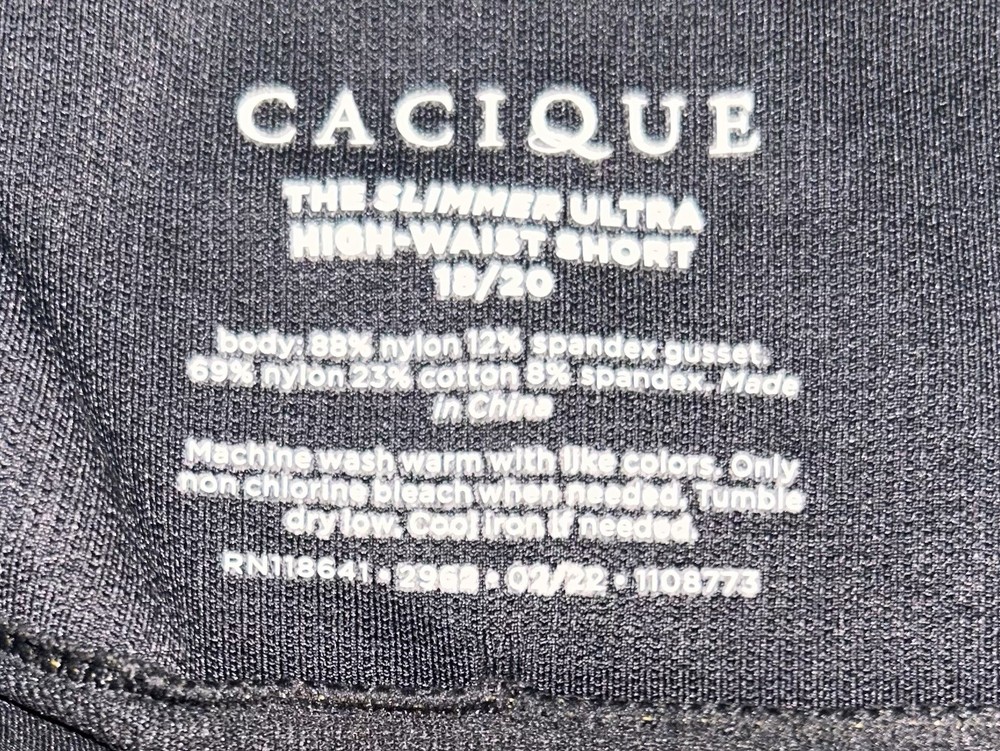 CACIQUE
THE SLIMMER ULTRA
HIGH-WAIST SHORT
18/20
body: 88% nylon 12% spandex gusset:
69% nylon 23% cotton 8% spandex. Made
in China
Machine wash warm with like colors. Only
non chlorine bleach when needed. Tumble
dry low. Cool iron if needed.
RN118641 • • 02/22 • 1108773